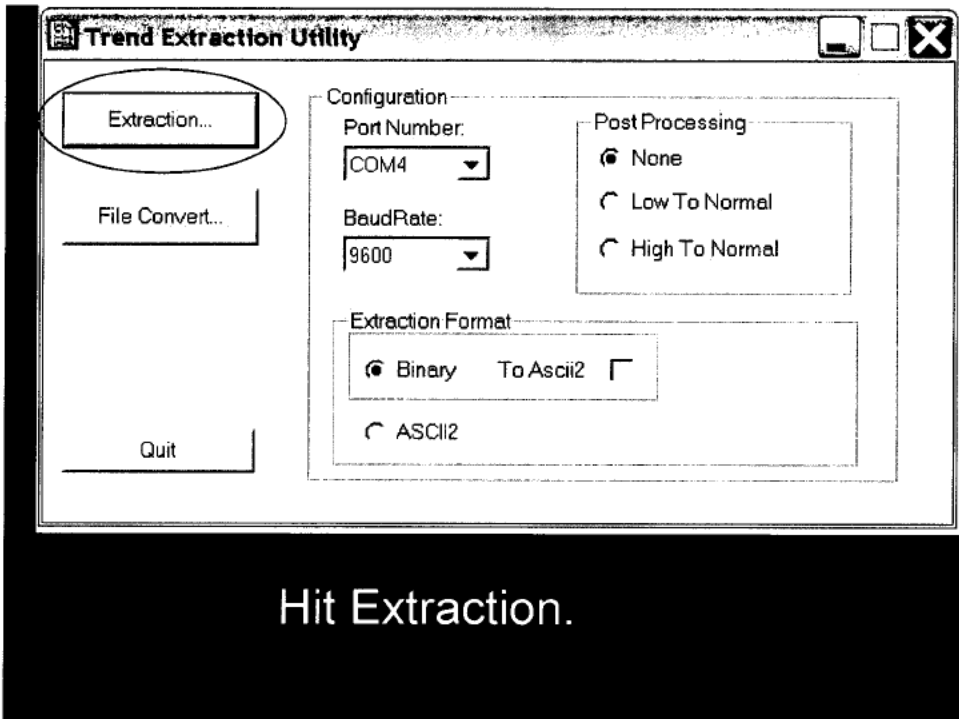 Trend Extraction Utility
Extraction...
File Convert...
Quit
Configuration
Port Number:
COM4
BaudRate:
9600
Post Processing
None
Low To Normal
High To Normal
Extraction Format
Binary To Ascii2
ASCII2
Hit Extraction.